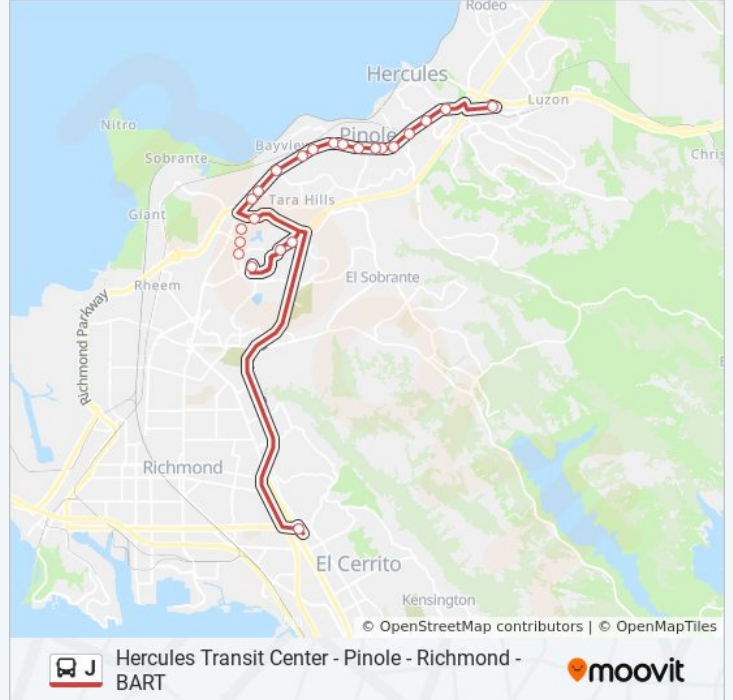 Rodeo
Hercules
Luzon
Nitro
Pinole
Bayview
Chris
Sobrante
Tara Hills
Giant
El Sobrante
Rheem
Richmond Parkway
Richmond
El Cerrito
Kensington
© OpenStreetMap contributors | © OpenMapTiles
J
Hercules Transit Center - Pinole - Richmond -
BART
moovit